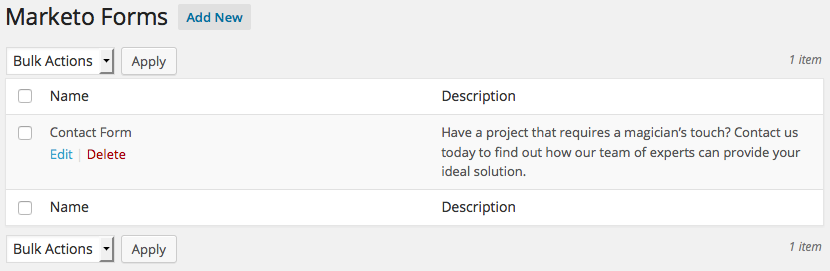 Marketo Forms Add New
Bulk Actions Apply 1 item
Name Description
Contact Form Have a project that requires a magician's touch? Contact us
Edit | Delete today to find out how our team of experts can provide your
ideal solution.
Name Description
Bulk Actions Apply 1 item